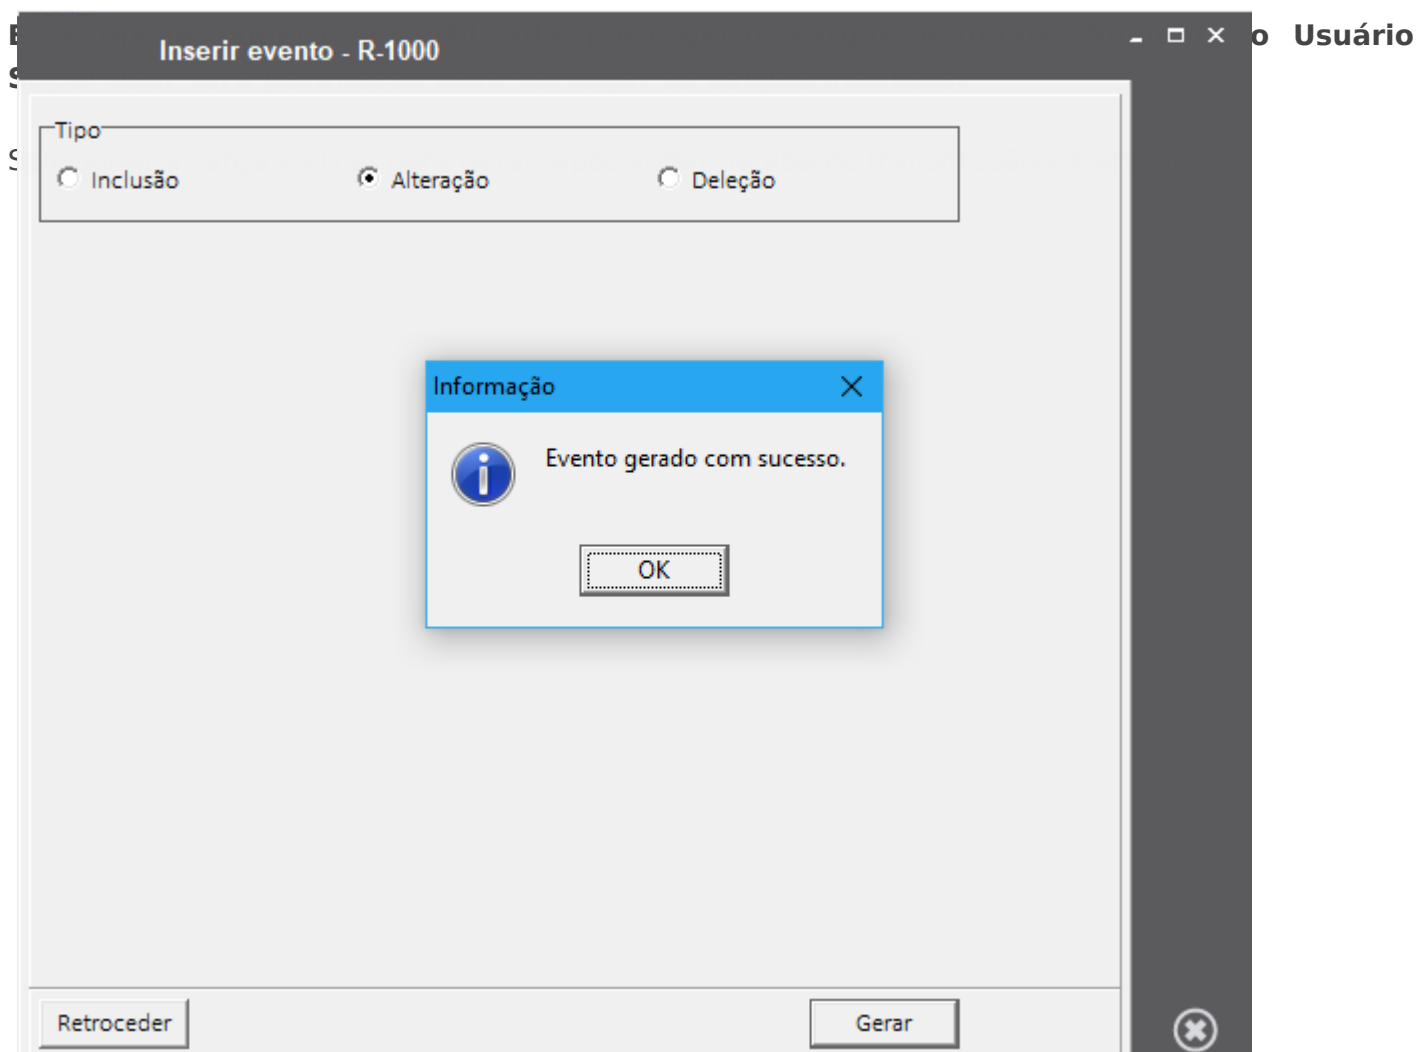 o Usuário
Inserir evento - R-1000
Tipo
Inclusão Alteração Deleção
Informação
Evento gerado com sucesso.
OK
Retroceder Gerar